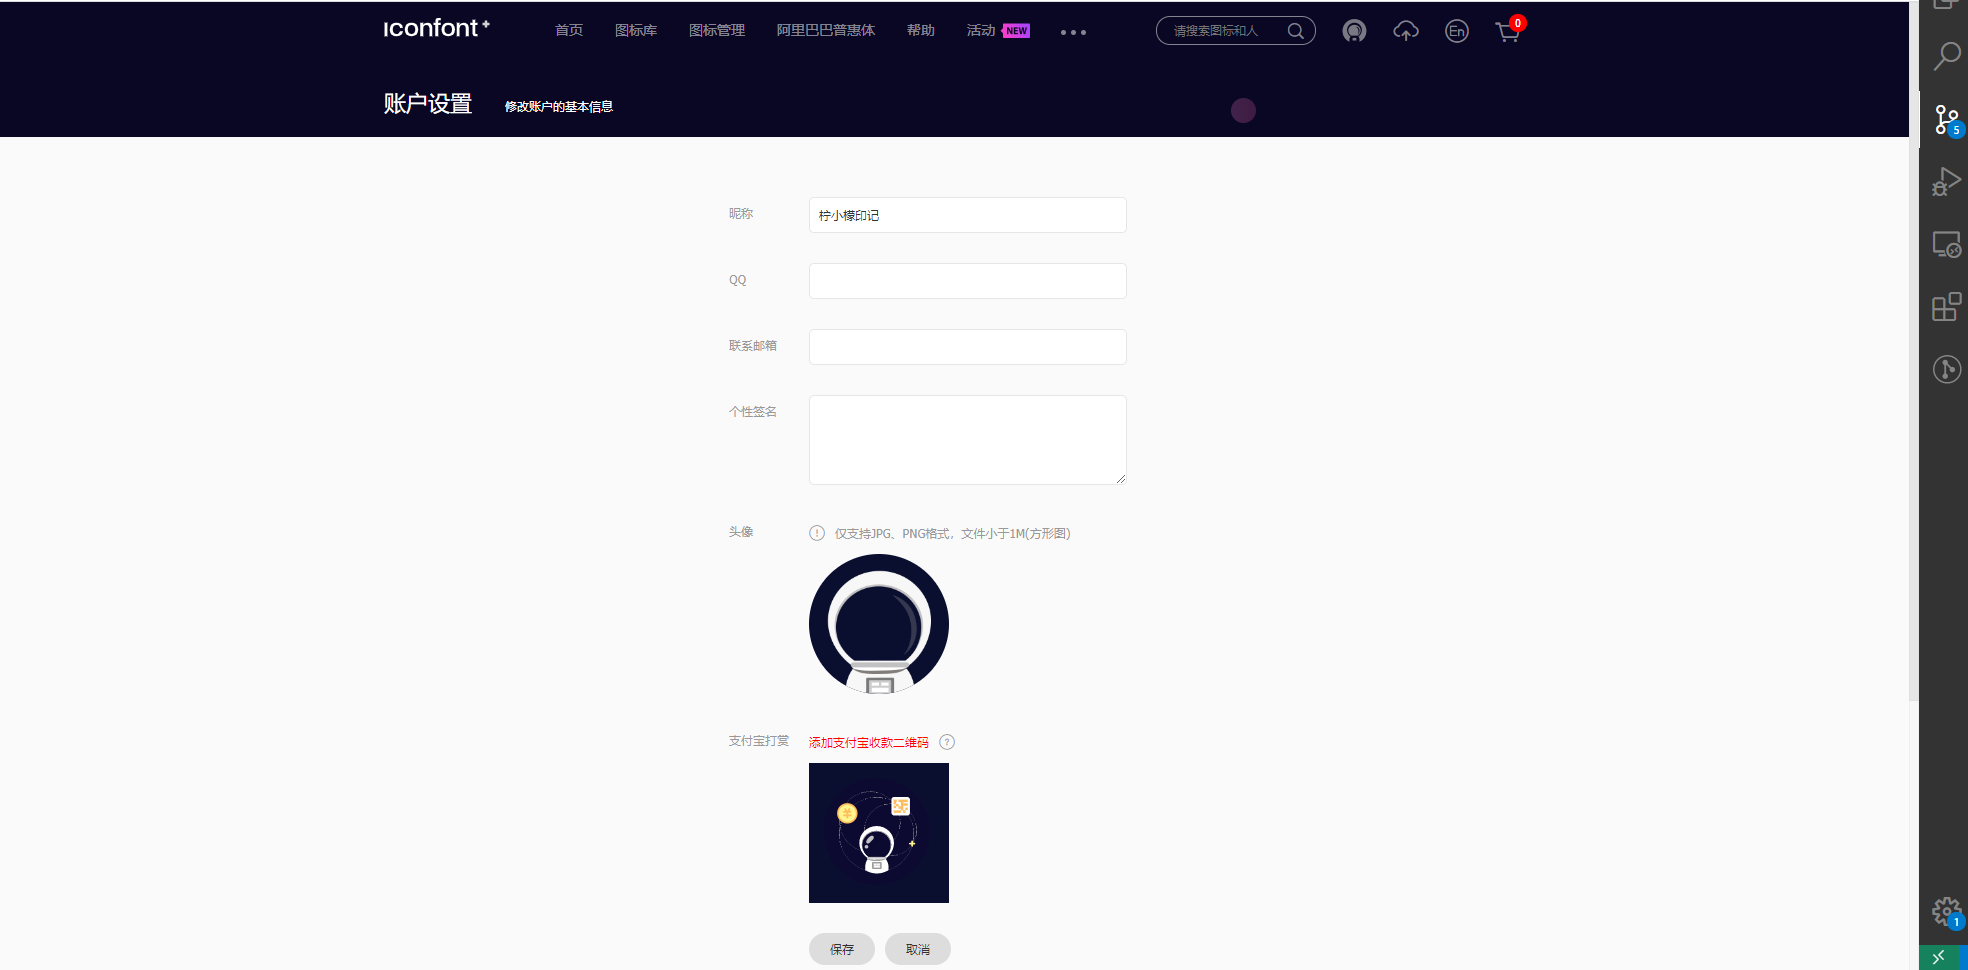 iconfont+ 首页 图标库 图标管理 阿里巴巴普惠体 帮助 活动 NEW 请搜索图标和人 En 0
账户设置 修改账户的基本信息
5
昵称 柠小檬印记
QQ
联系邮箱
个性签名
头像 仅支持JPG、PNG格式，文件小于1M(方形图)
支付宝打赏 添加支付宝收款二维码 ?
¥
1
保存 取消